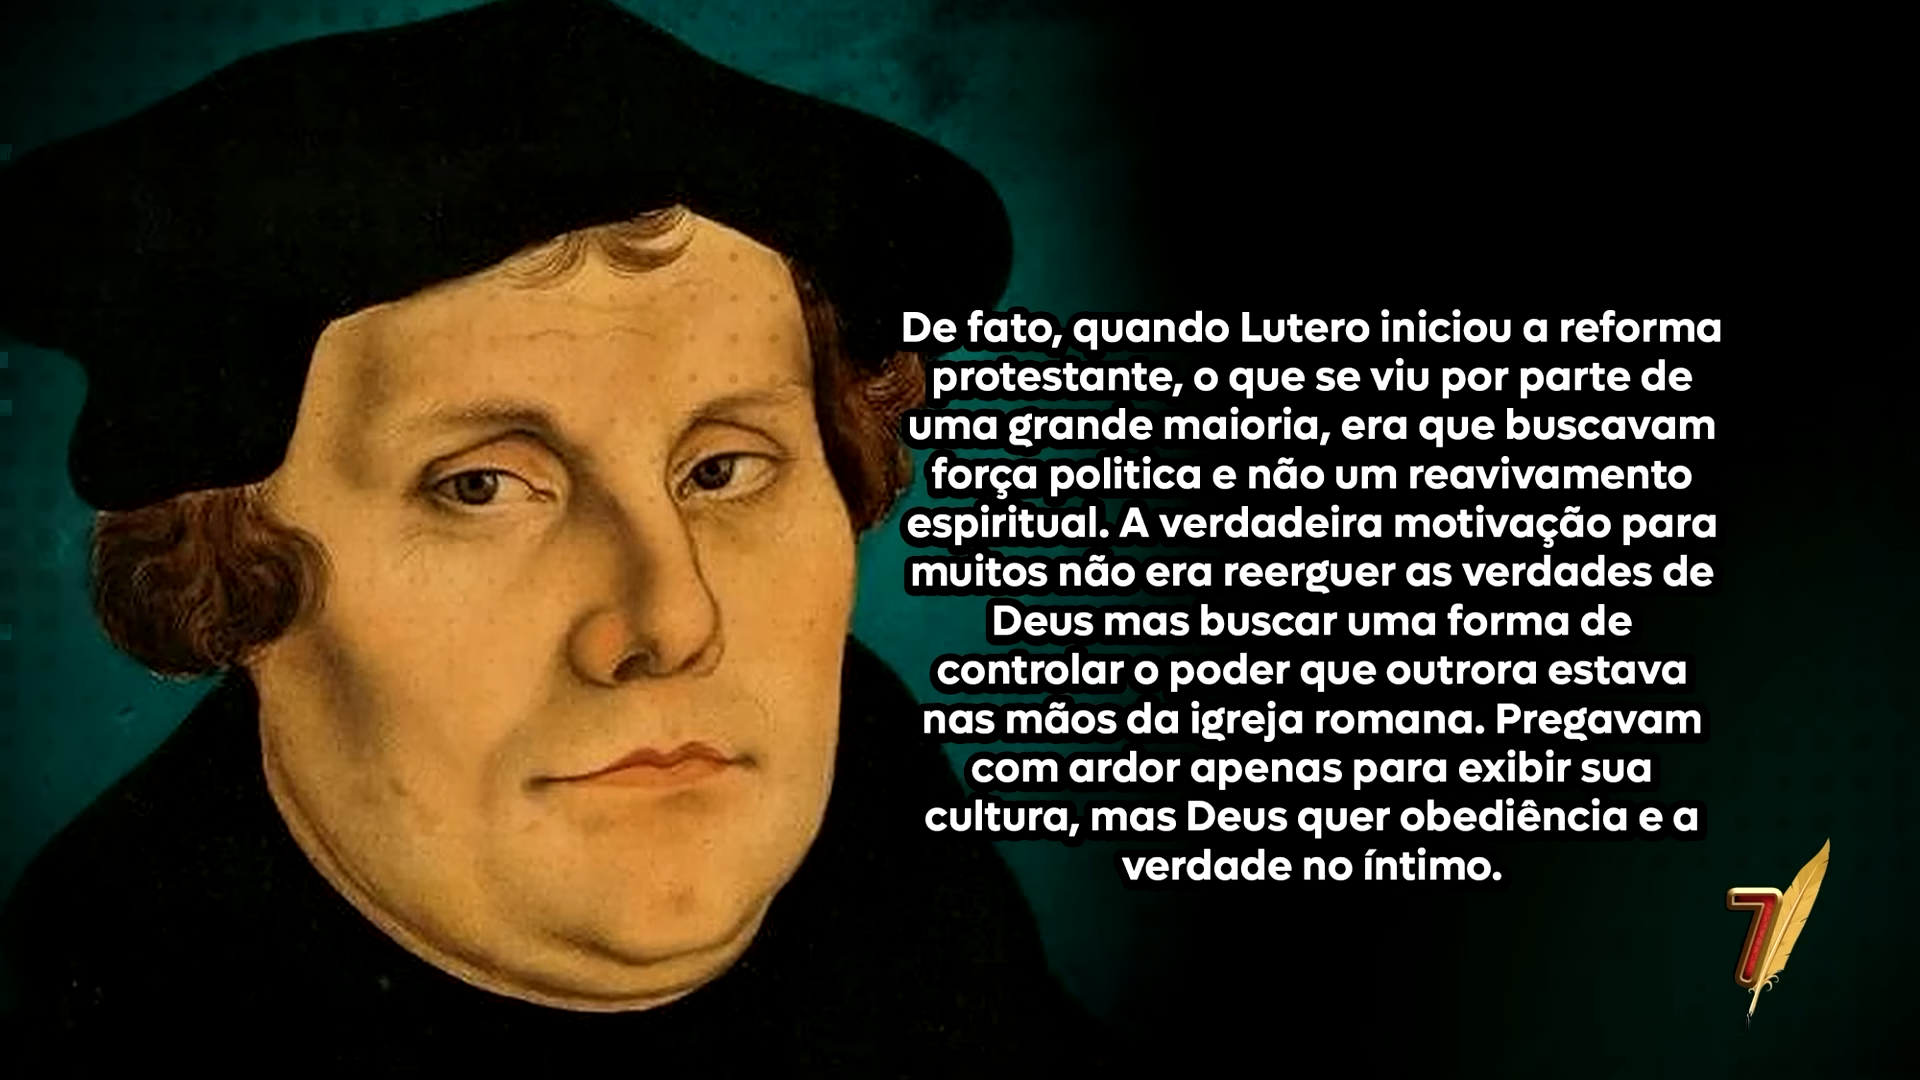 De fato, quando Lutero iniciou a reforma
protestante, o que se viu por parte de
uma grande maioria, era que buscavam
força politica e não um reavivamento
espiritual. A verdadeira motivação para
muitos não era reerguer as verdades de
Deus mas buscar uma forma de
controlar o poder que outrora estava
nas mãos da igreja romana. Pregavam
com ardor apenas para exibir sua
cultura, mas Deus quer obediência e a
verdade no íntimo.
7